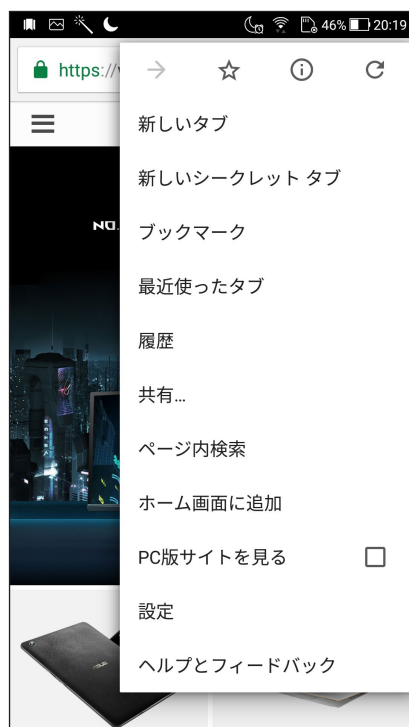 46% 20:19
https://
新しいタブ
新しいシークレット タブ
ブックマーク
最近使ったタブ
履歴
共有...
ページ内検索
ホーム画面に追加
PC版サイトを見る
設定
ヘルプとフィードバック
NO.
ASUS